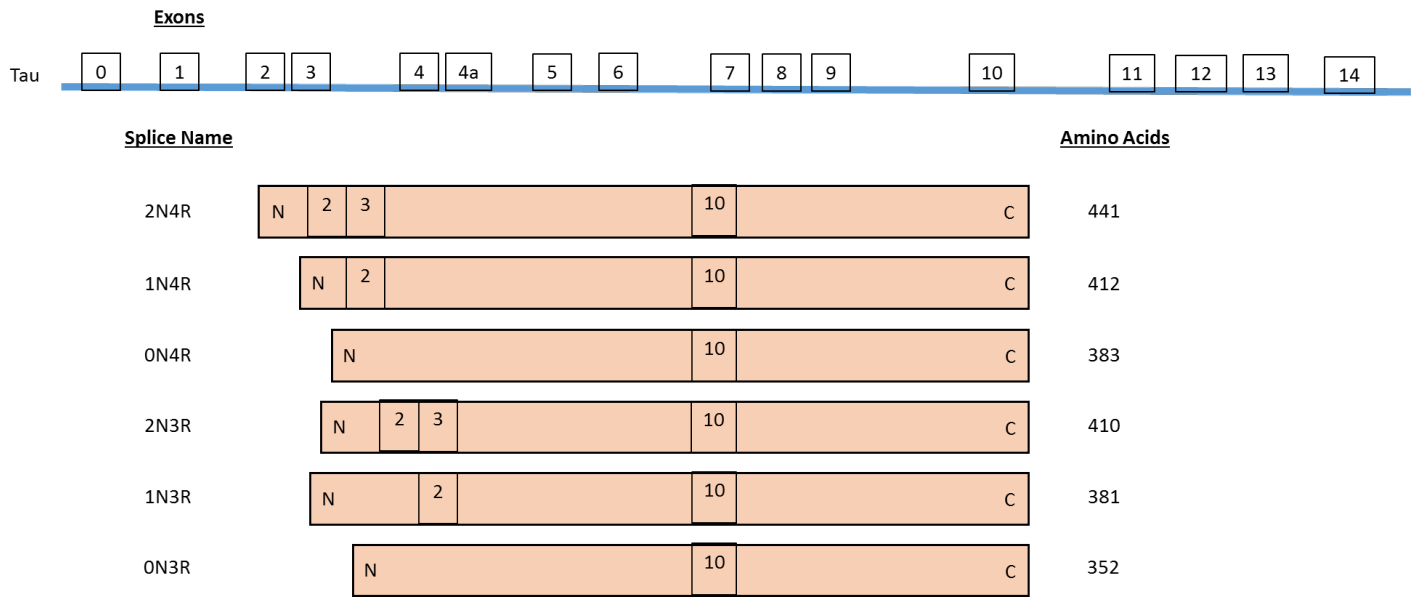 Exons
Tau 0 1 2 3 4 4a 5 6 7 8 9 10 11 12 13 14
Splice Name Amino Acids
2N4R N 2 3 10 C 441
1N4R N 2 10 C 412
0N4R N 10 C 383
2N3R N 2 3 10 C 410
1N3R N 2 10 C 381
0N3R N 10 C 352